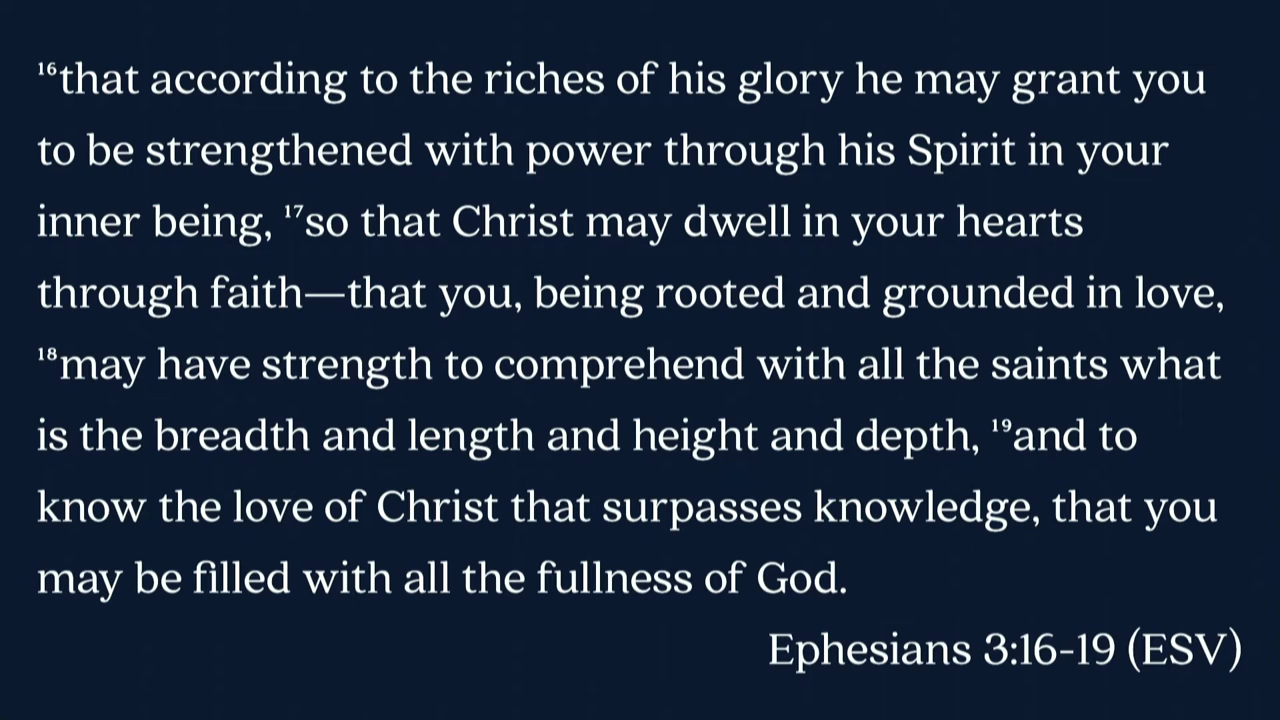 ¹⁶that according to the riches of his glory he may grant you
to be strengthened with power through his Spirit in your
inner being, ¹⁷so that Christ may dwell in your hearts
through faith—that you, being rooted and grounded in love,
¹⁸may have strength to comprehend with all the saints what
is the breadth and length and height and depth, ¹⁹and to
know the love of Christ that surpasses knowledge, that you
may be filled with all the fullness of God.
Ephesians 3:16-19 (ESV)